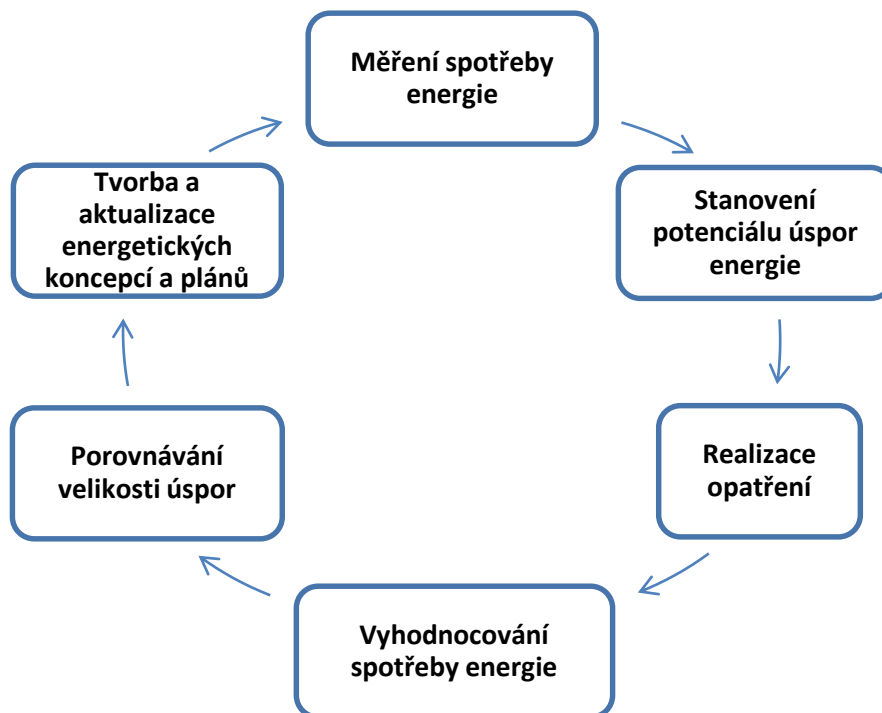 Měření spotřeby
energie
Stanovení
potenciálu úspor
energie
Realizace
opatření
Vyhodnocování
spotřeby energie
Porovnávání
velikosti úspor
Tvorba a
aktualizace
energetických
koncepcí a plánů